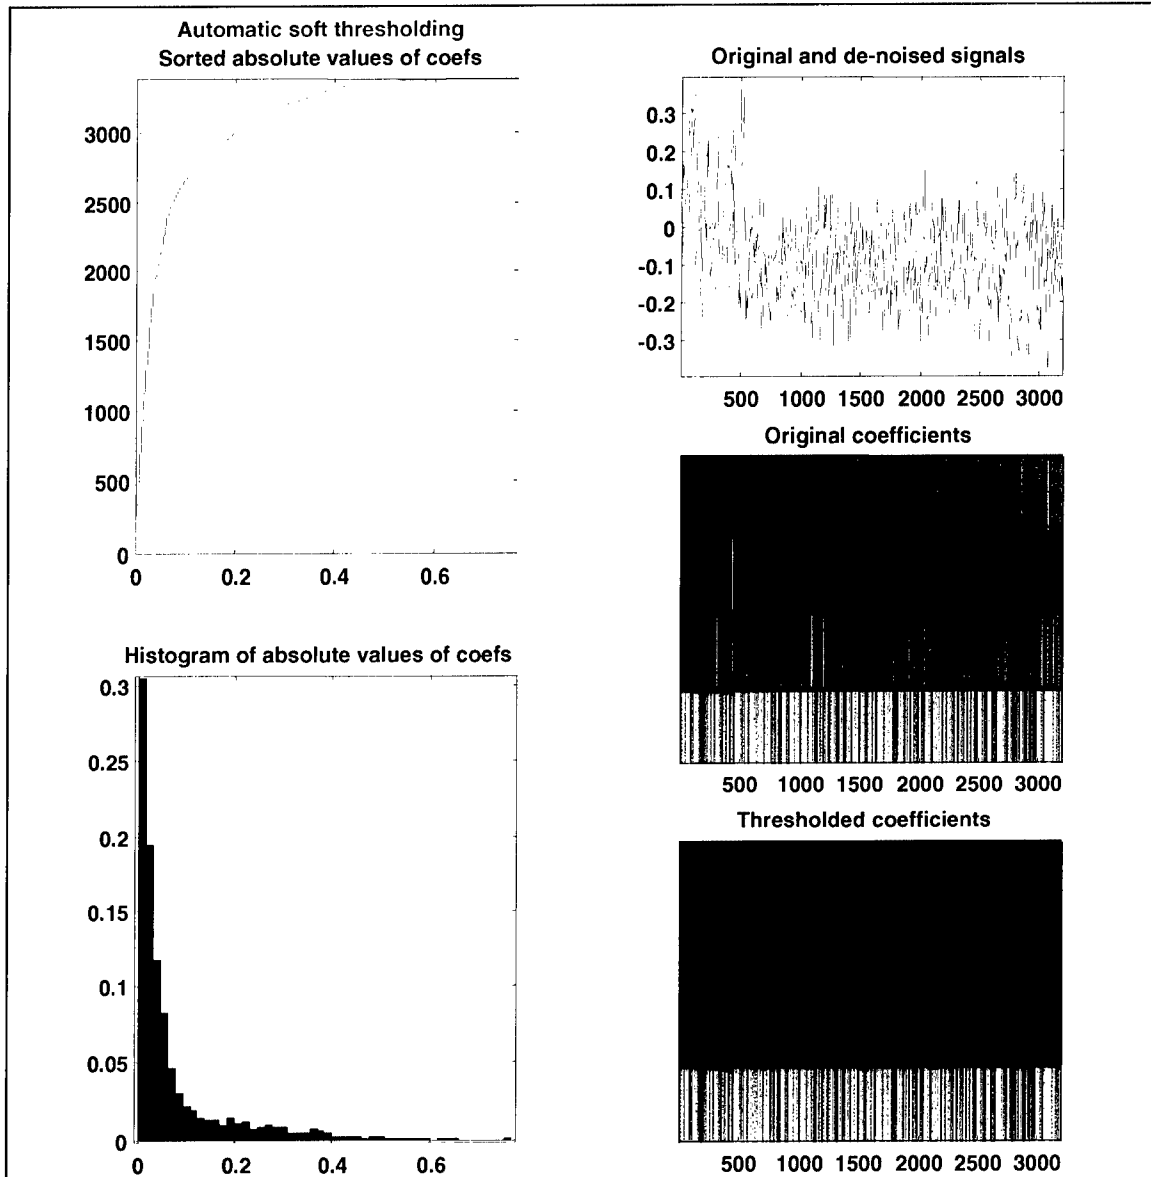 Automatic soft thresholding
Sorted absolute values of coefs
3000
2500
2000
1500
1000
500
0
0 0.2 0.4 0.6
Histogram of absolute values of coefs
0.3
0.25
0.2
0.15
0.1
0.05
0
0 0.2 0.4 0.6
Original and de-noised signals
0.3
0.2
0.1
0
-0.1
-0.2
-0.3
500 1000 1500 2000 2500 3000
Original coefficients
500 1000 1500 2000 2500 3000
Thresholded coefficients
500 1000 1500 2000 2500 3000